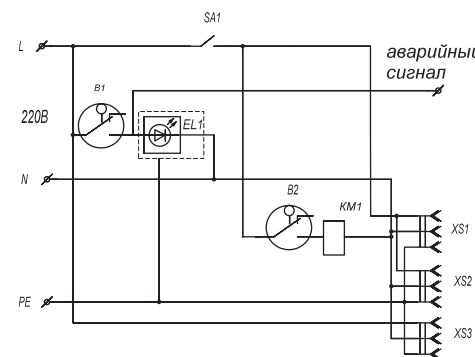 SA1
L
аварийный
сигнал
B1
220В
EL1
N
B2
KM1
XS1
PE
XS2
XS3